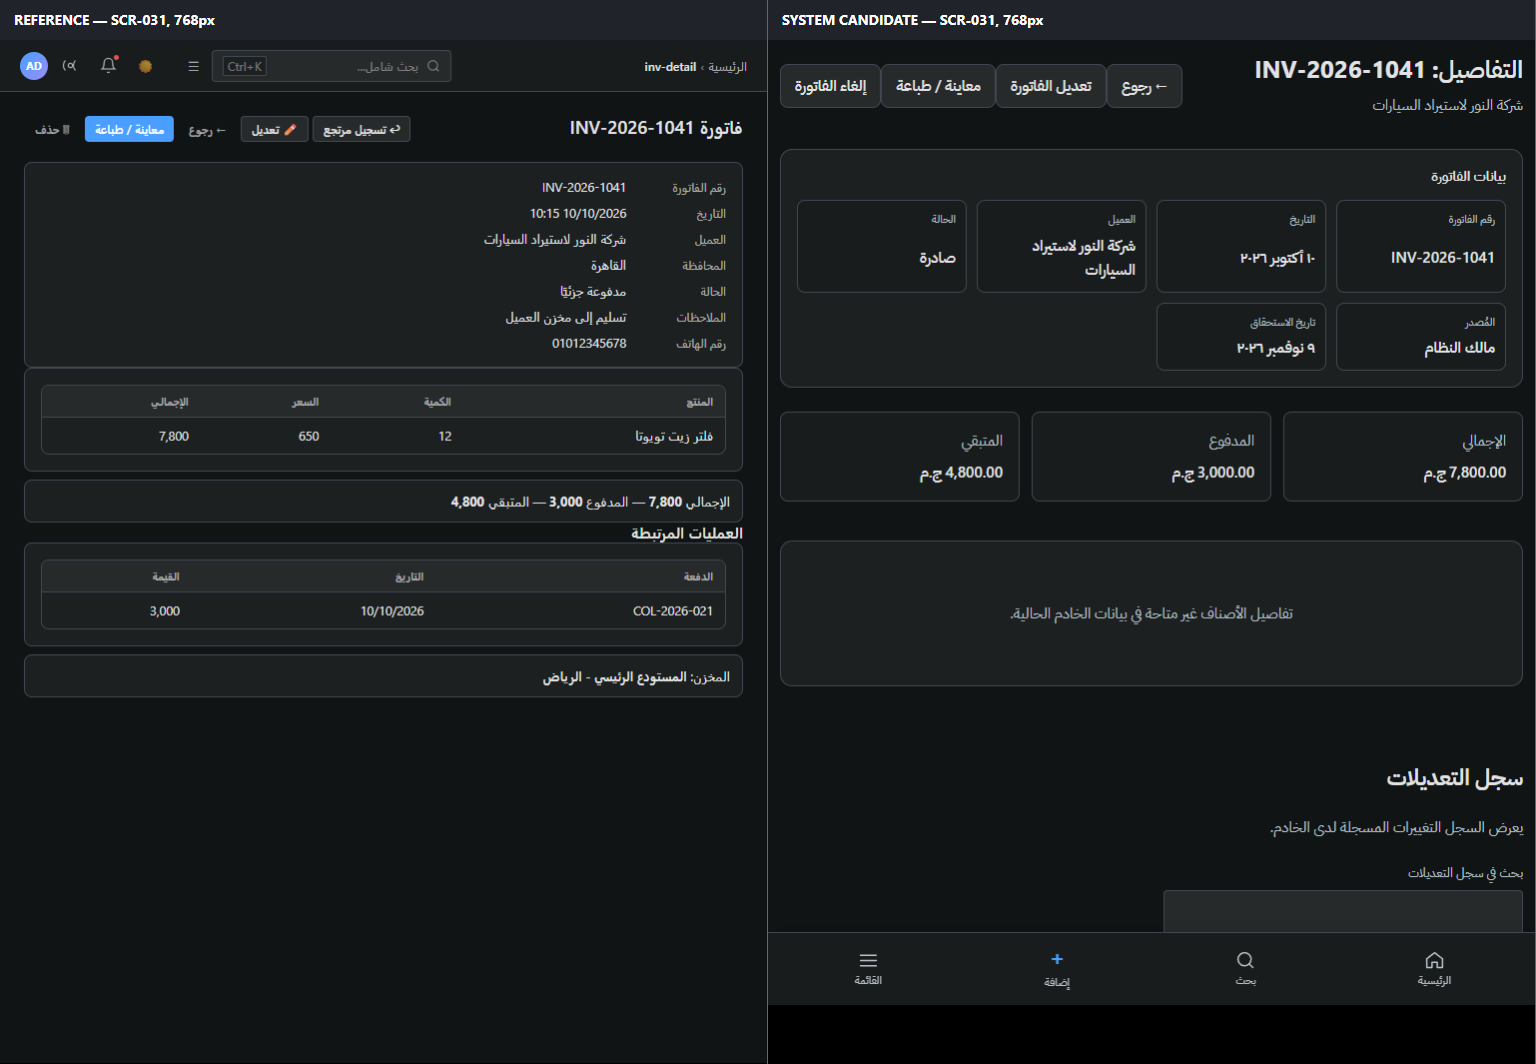 REFERENCE — SCR-031, 768px
الرئيسية ‹ inv-detail
بحث شامل... Ctrl+K
AD
فاتورة INV-2026-1041
↩ تسجيل مرتجع
تعديل
← رجوع
معاينة / طباعة
حذف
رقم الفاتورة INV-2026-1041
التاريخ 10/10/2026 10:15
العميل شركة النور لاستيراد السيارات
المحافظة القاهرة
الحالة مدفوعة جزئيًا
الملاحظات تسليم إلى مخزن العميل
رقم الهاتف 01012345678
المنتج الكمية السعر الإجمالي
فلتر زيت تويوتا 12 650 7,800
الإجمالي 7,800 — المدفوع 3,000 — المتبقي 4,800
العمليات المرتبطة
الدفعة التاريخ القيمة
COL-2026-021 10/10/2026 3,000
المخزن: المستودع الرئيسي - الرياض
SYSTEM CANDIDATE — SCR-031, 768px
التفاصيل: INV-2026-1041
شركة النور لاستيراد السيارات
← رجوع
تعديل الفاتورة
معاينة / طباعة
إلغاء الفاتورة
بيانات الفاتورة
رقم الفاتورة
INV-2026-1041
التاريخ
١٠ أكتوبر ٢٠٢٦
العميل
شركة النور لاستيراد
السيارات
الحالة
صادرة
المُصدر
مالك النظام
تاريخ الاستحقاق
٩ نوفمبر ٢٠٢٦
الإجمالي
7,800.00 ج.م
المدفوع
3,000.00 ج.م
المتبقي
4,800.00 ج.م
تفاصيل الأصناف غير متاحة في بيانات الخادم الحالية.
سجل التعديلات
يعرض السجل التغييرات المسجلة لدى الخادم.
بحث في سجل التعديلات
الرئيسية
بحث
+ إضافة
القائمة